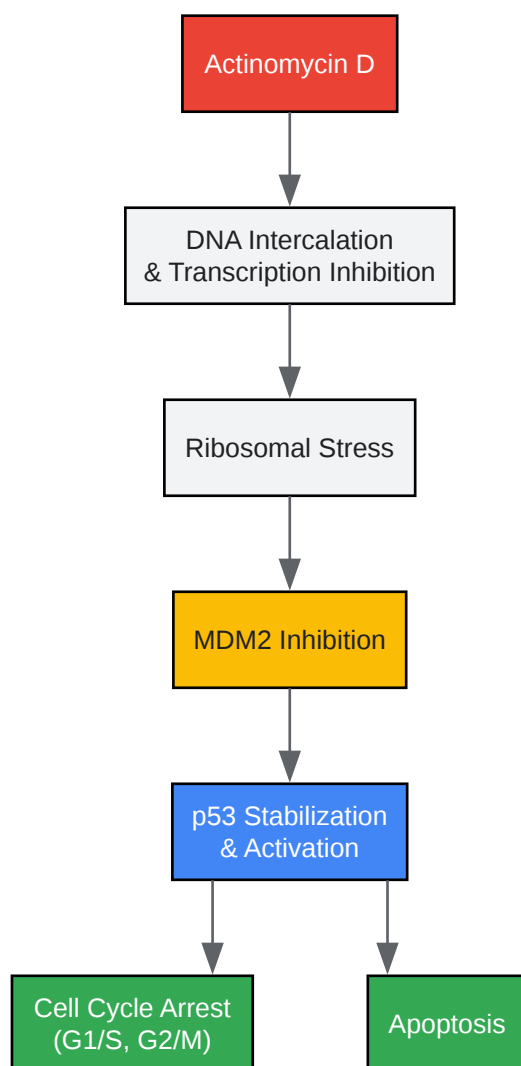 Actinomycin D
DNA Intercalation
& Transcription Inhibition
Ribosomal Stress
MDM2 Inhibition
p53 Stabilization
& Activation
Cell Cycle Arrest
(G1/S, G2/M)
Apoptosis